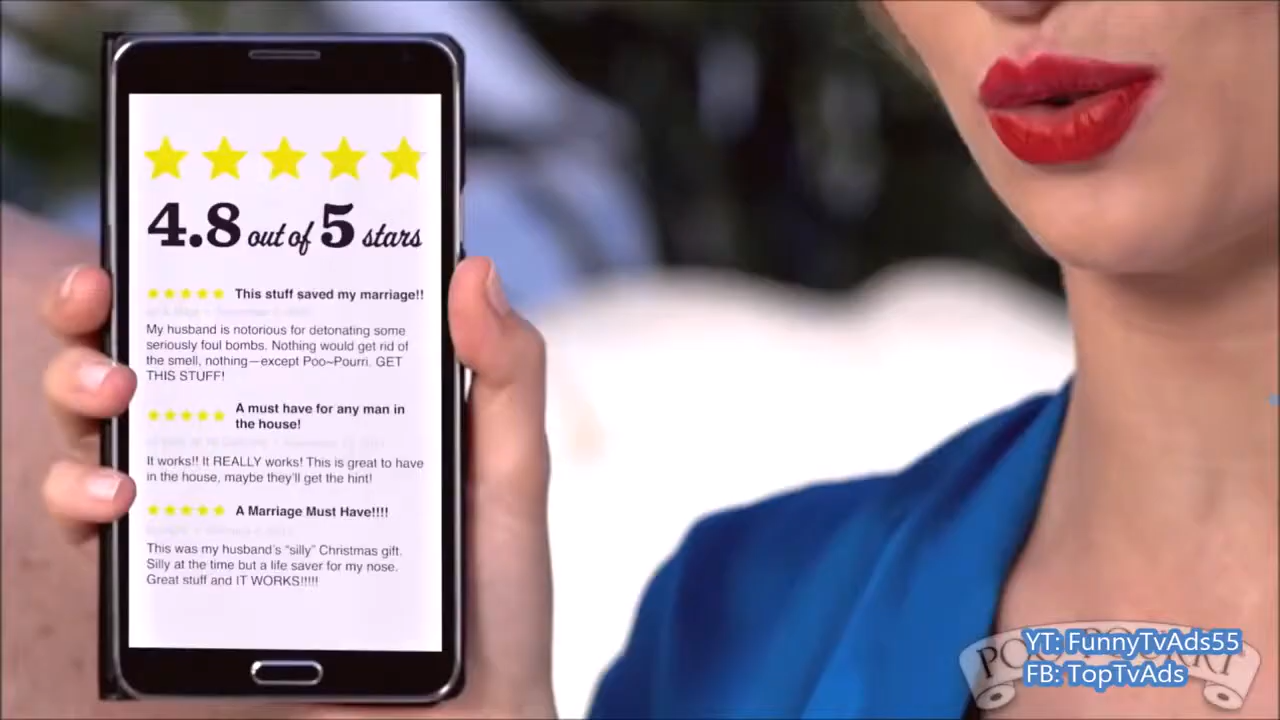 4.8 out of 5 stars
This stuff saved my marriage!!
My husband is notorious for detonating some
seriously foul bombs. Nothing would get rid of
the smell, nothing—except Poo~Pourri. GET
THIS STUFF!
A must have for any man in
the house!
It works!! It REALLY works! This is great to have
in the house, maybe they'll get the hint!
A Marriage Must Have!!!!
This was my husband's “silly” Christmas gift.
Silly at the time but a life saver for my nose.
Great stuff and IT WORKS!!!!!
YT: FunnyTvAds55
FB: TopTvAds